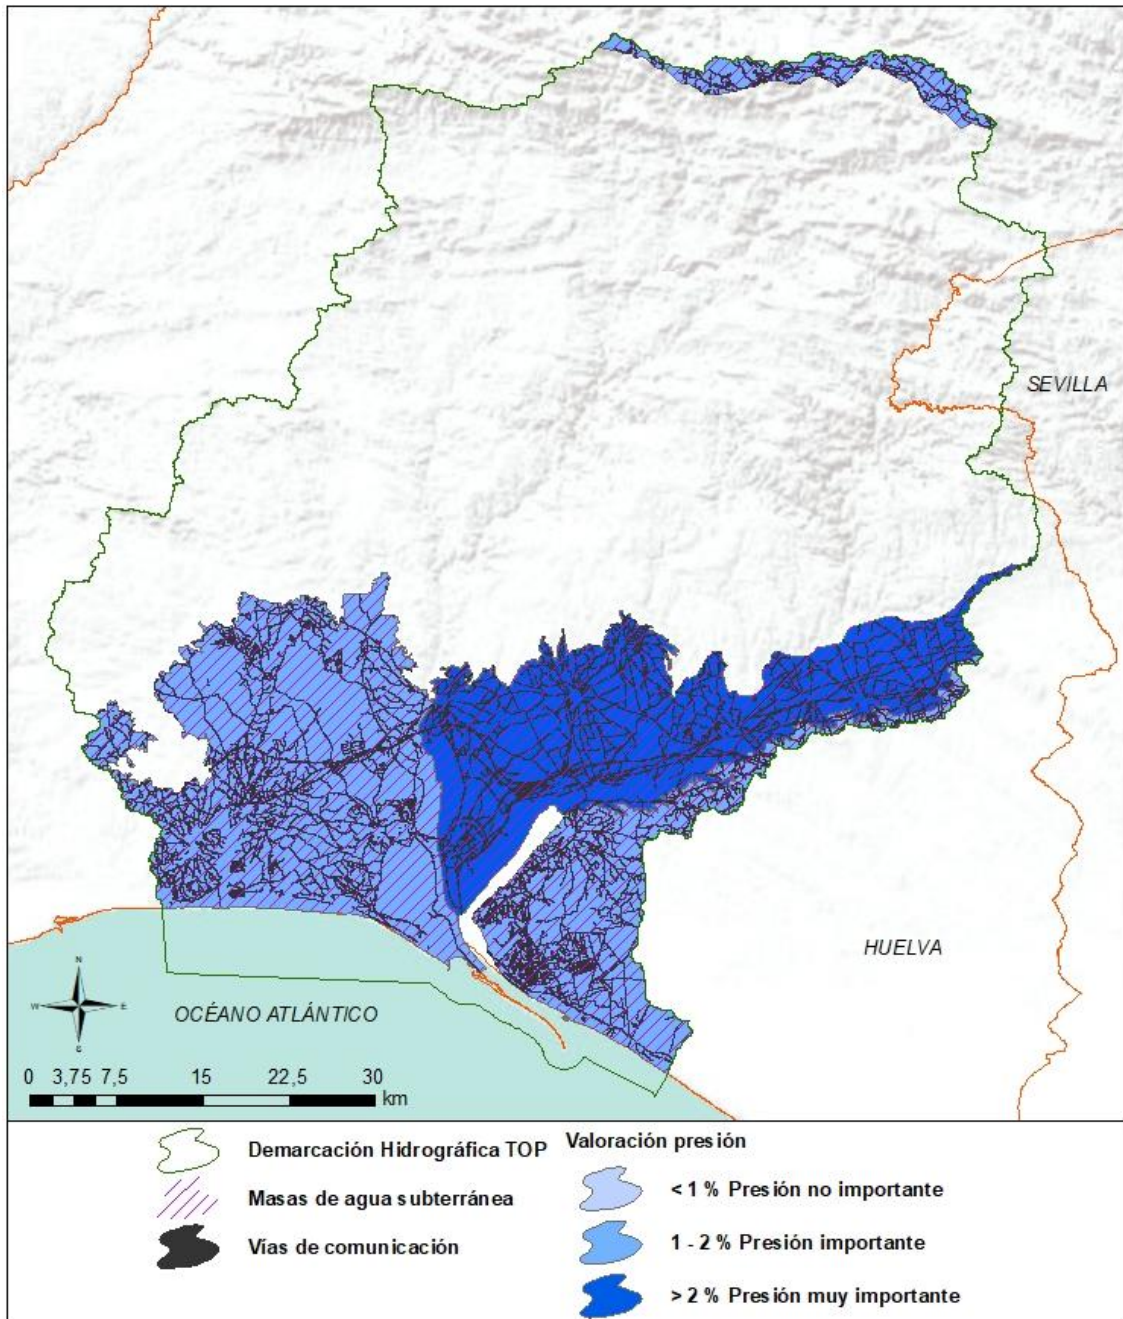 SEVILLA
HUELVA
N
W E
S
OCÉANO ATLÁNTICO
0 3,75 7,5 15 22,5 30
km
Demarcación Hidrográfica TOP
Masas de agua subterránea
Vías de comunicación
Valoración presión
< 1 % Presión no importante
1 - 2 % Presión importante
> 2 % Presión muy importante